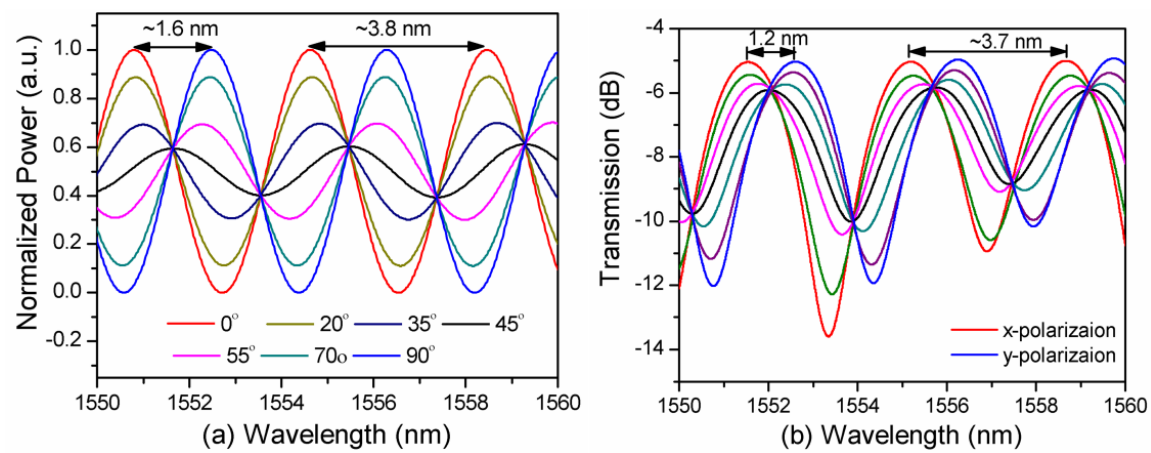 ~1.6 nm
~3.8 nm
Normalized Power (a.u.)
1.0
0.8
0.6
0.4
0.2
0.0
-0.2
0° 20° 35° 45°
55° 70o 90°
1550 1552 1554 1556 1558 1560
(a) Wavelength (nm)
1.2 nm
~3.7 nm
Transmission (dB)
-4
-6
-8
-10
-12
-14
x-polarizaion
y-polarizaion
1550 1552 1554 1556 1558 1560
(b) Wavelength (nm)